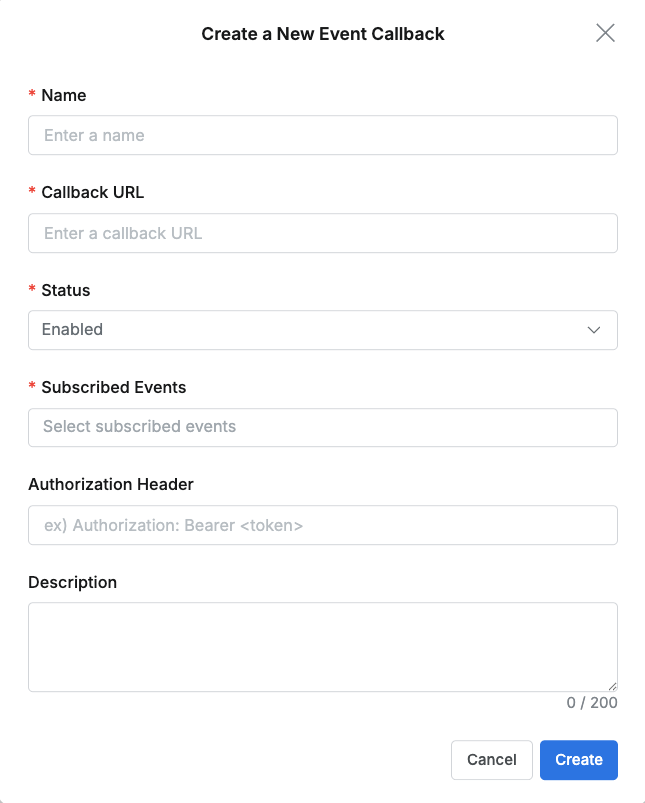 Create a New Event Callback
* Name
Enter a name
* Callback URL
Enter a callback URL
* Status
Enabled
* Subscribed Events
Select subscribed events
Authorization Header
ex) Authorization: Bearer <token>
Description
0 / 200
Cancel
Create